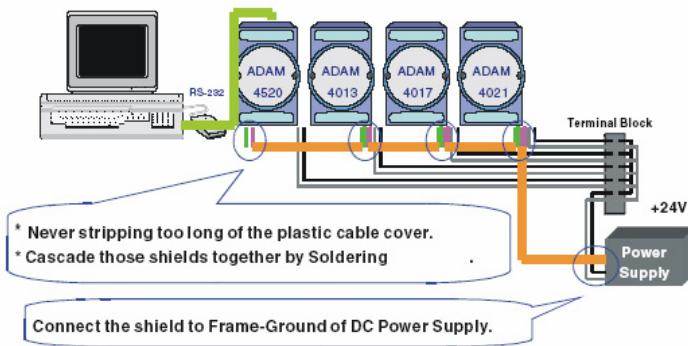 RS-232
ADAM
4520
ADAM
4013
ADAM
4017
ADAM
4021
Terminal Block
+24V
Power
Supply
* Never stripping too long of the plastic cable cover.
* Cascade those shields together by Soldering .
Connect the shield to Frame-Ground of DC Power Supply.